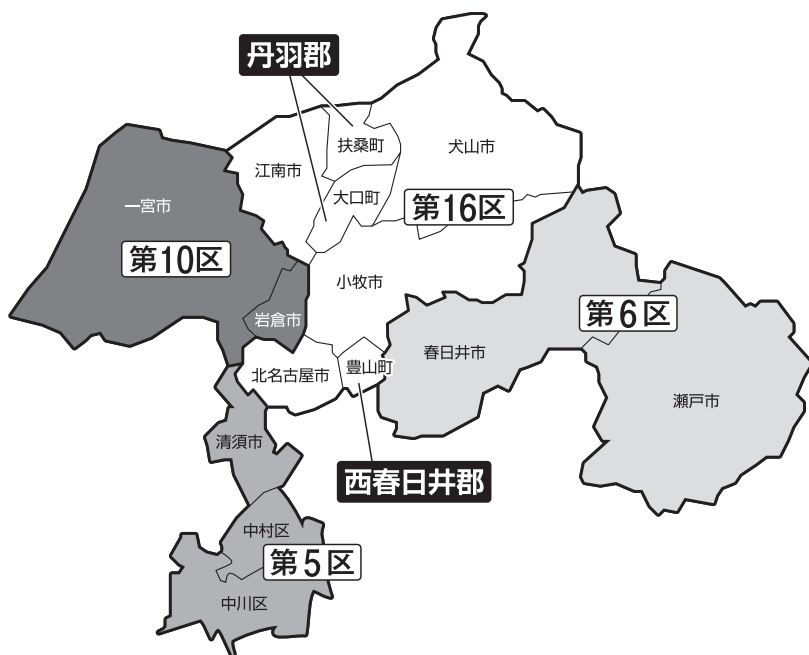 丹羽郡
扶桑町
犬山市
江南市
大口町
一宮市
第16区
第10区
小牧市
岩倉市
第6区
春日井市
豊山町
北名古屋市
瀬戸市
清須市
西春日井郡
中村区
第5区
中川区